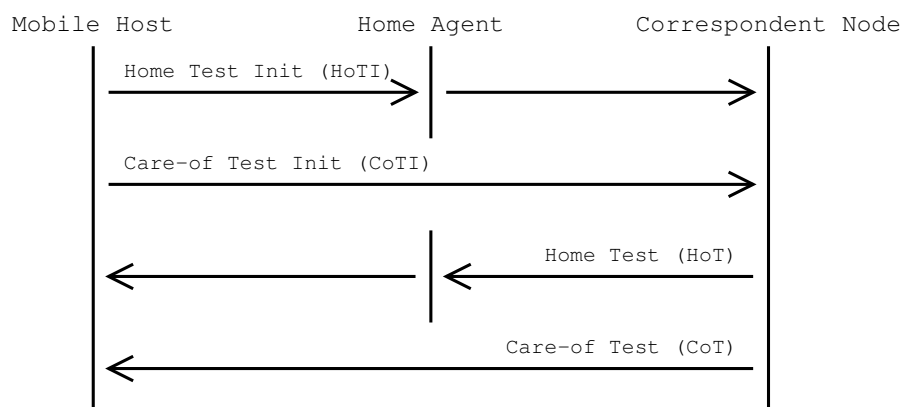 Mobile Host Home Agent Correspondent Node
Home Test Init (HoTI)
Care-of Test Init (CoTI)
Home Test (HoT)
Care-of Test (CoT)